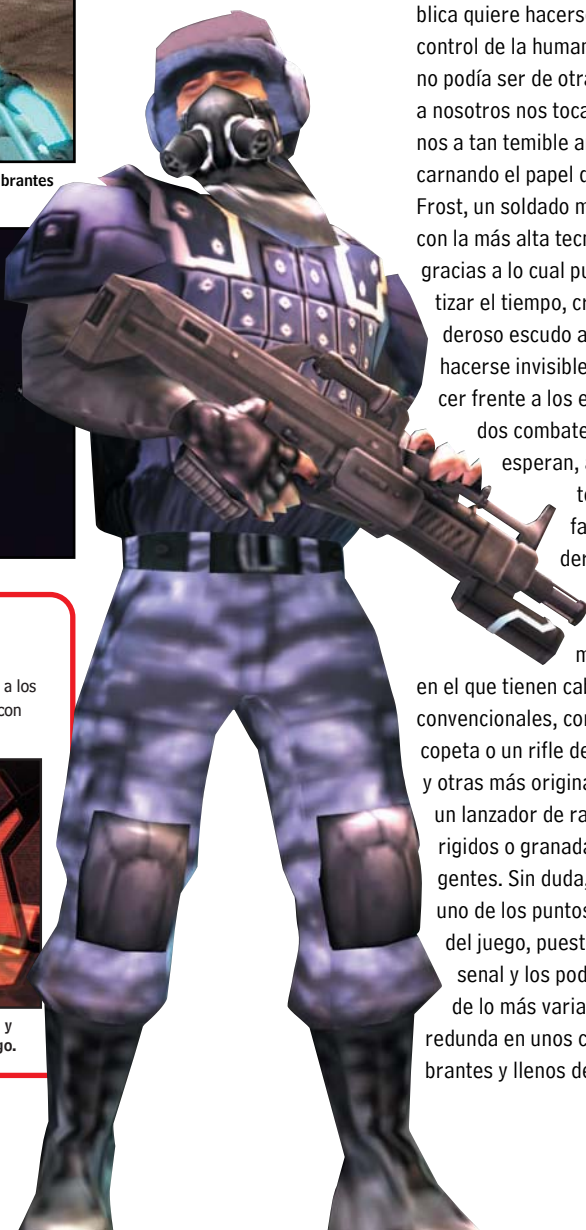 brantes
a los
con
y
go.
blica quiere hacers
control de la human
no podía ser de otra
a nosotros nos toca
nos a tan temible a
carnando el papel d
Frost, un soldado m
con la más alta tecn
gracias a lo cual pu
tizar el tiempo, cr
deroso escudo a
hacerse invisible
cer frente a los e
dos combate
esperan,
te
fa
der
m
en el que tienen cab
convencionales, con
copeta o un rifle de
y otras más origina
un lanzador de ra
rigidos o granada
gentes. Sin duda,
uno de los puntos
del juego, puest
senal y los pod
de lo más varia
redunda en unos c
brantes y llenos de